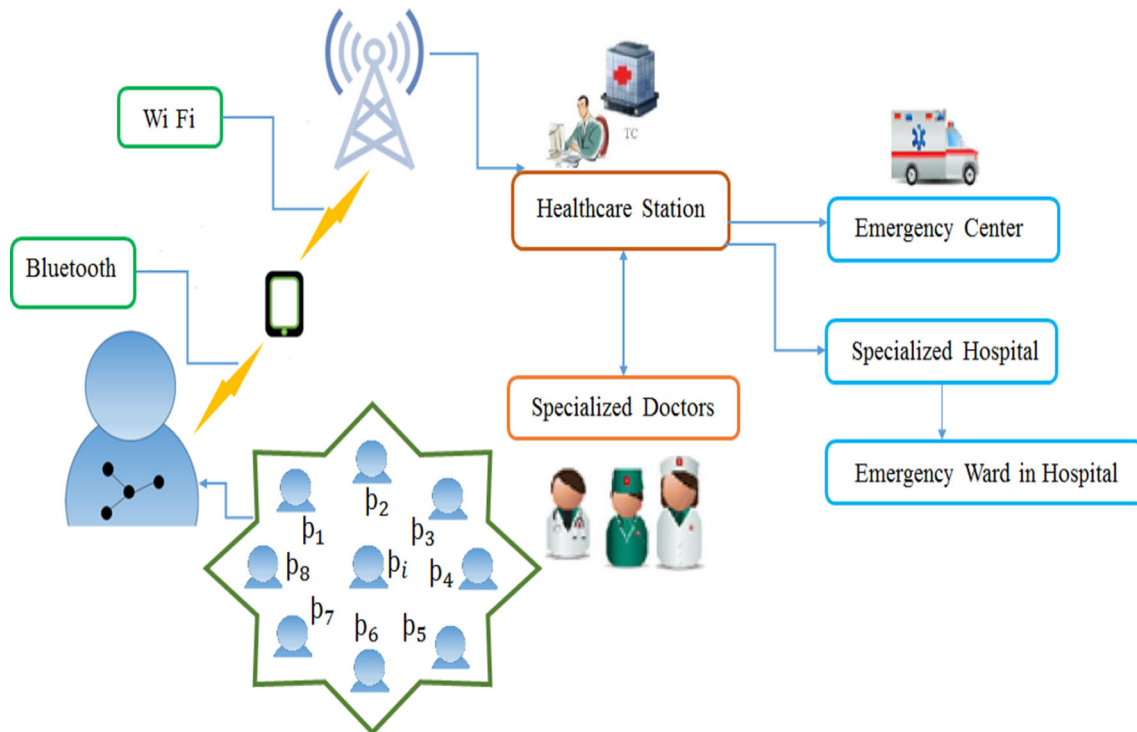 Wi Fi
TC
Healthcare Station
Emergency Center
Bluetooth
Specialized Hospital
Specialized Doctors
Emergency Ward in Hospital
þ₁
þ₂
þ₃
þ₈
þᵢ
þ₄
þ₇
þ₆
þ₅